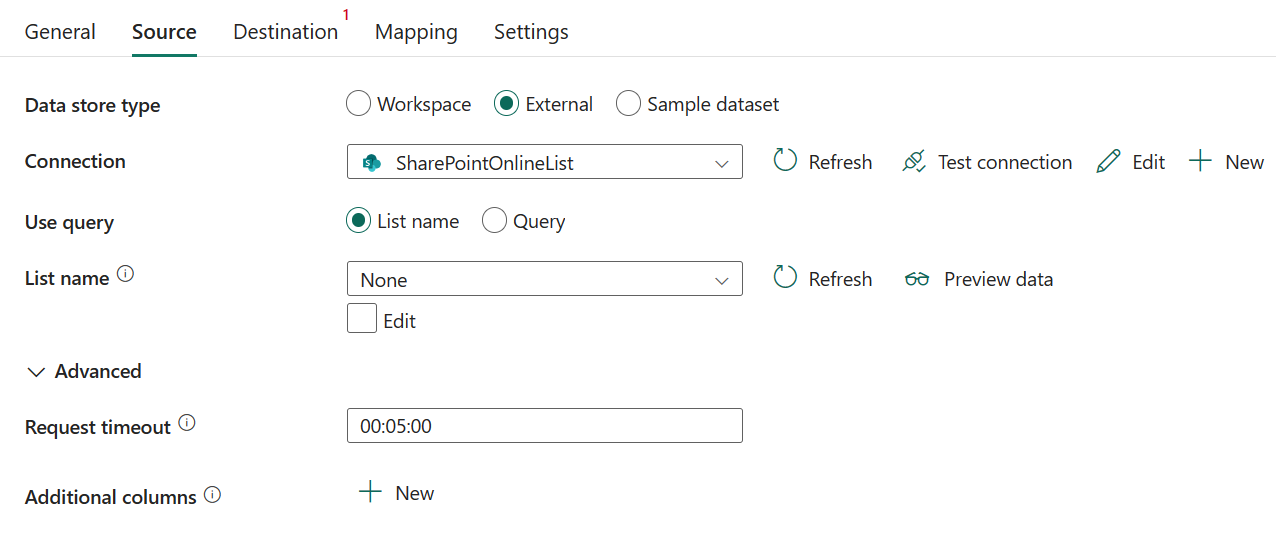 General Source Destination 1 Mapping Settings
Data store type Workspace External Sample dataset
Connection S SharePointOnlineList Refresh Test connection Edit New
Use query List name Query
List name None Refresh Preview data
Edit
Advanced
Request timeout 00:05:00
Additional columns New